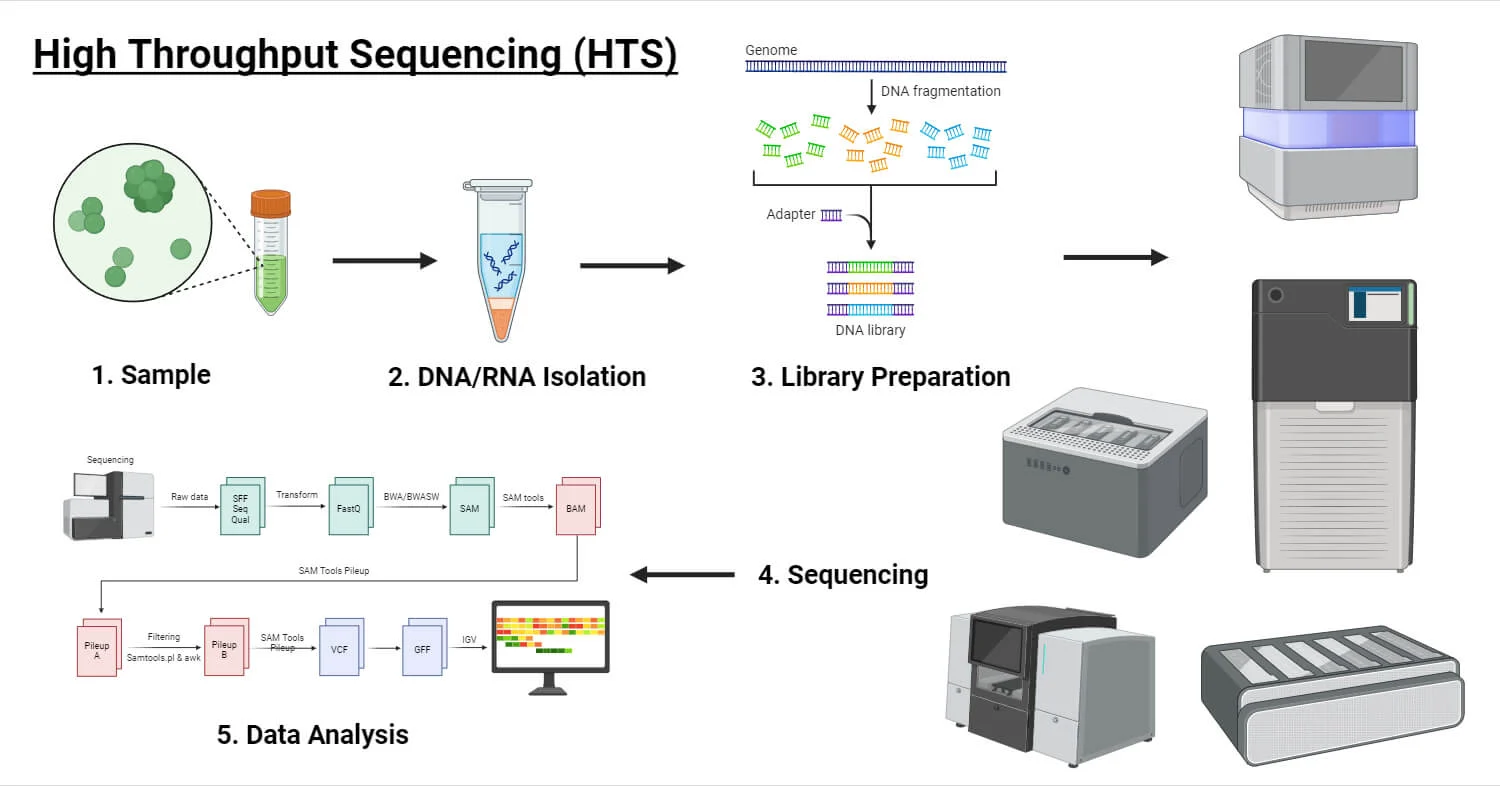 High Throughput Sequencing (HTS)
Genome
DNA fragmentation
Adapter
DNA library
1. Sample
2. DNA/RNA Isolation
3. Library Preparation
4. Sequencing
Sequencing
Raw data
SFF
Seq
Qual
Transform
FastQ
BWA/BWASW
SAM
SAM tools
BAM
SAM Tools Pileup
Pileup
A
Filtering
Samtools.pl & awk
Pileup
B
SAM Tools
Pileup
VCF
GFF
IGV
5. Data Analysis